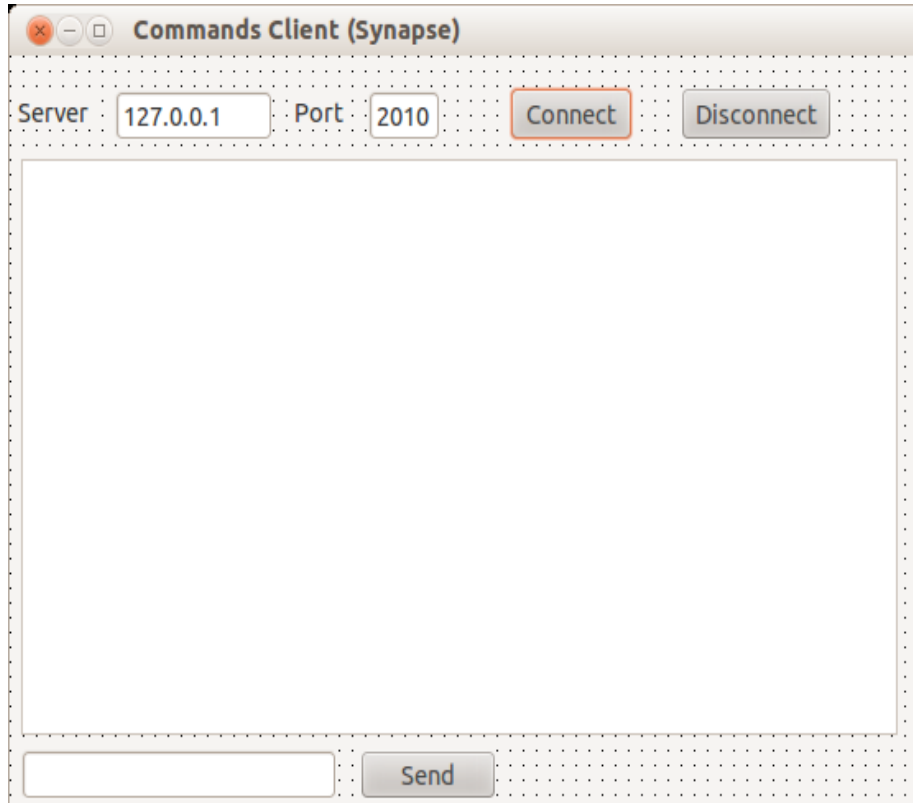 Commands Client (Synapse)
Server 127.0.0.1 Port 2010 Connect Disconnect
Send